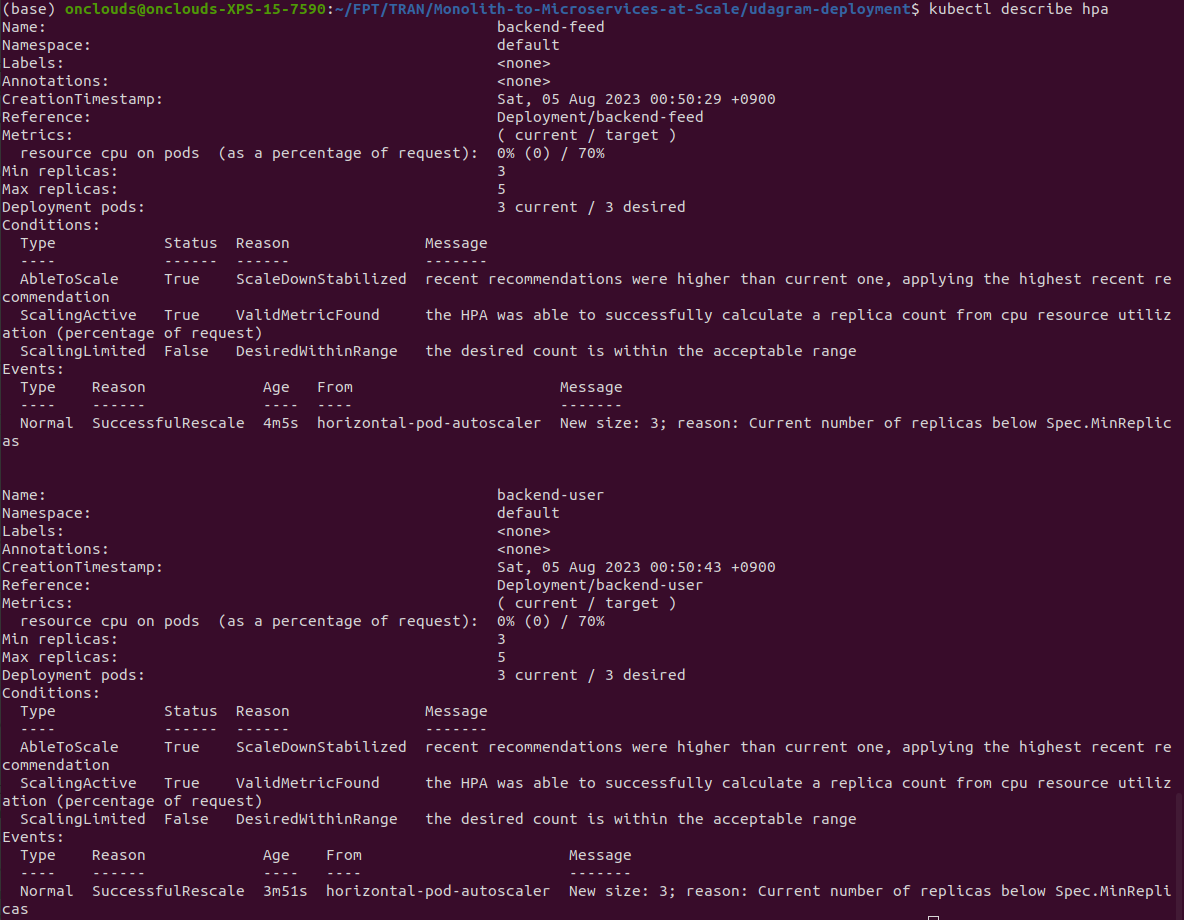 (base) onclouds@onclouds-XPS-15-7590:~/FPT/TRAN/Monolith-to-Microservices-at-Scale/udagram-deployment$ kubectl describe hpa
Name:                                                  backend-feed
Namespace:                                             default
Labels:                                                <none>
Annotations:                                           <none>
CreationTimestamp:                                     Sat, 05 Aug 2023 00:50:29 +0900
Reference:                                             Deployment/backend-feed
Metrics:                                               ( current / target )
  resource cpu on pods  (as a percentage of request):  0% (0) / 70%
Min replicas:                                          3
Max replicas:                                          5
Deployment pods:                                       3 current / 3 desired
Conditions:
  Type            Status  Reason               Message
  ----            ------  ------               -------
  AbleToScale     True    ScaleDownStabilized  recent recommendations were higher than current one, applying the highest recent re
commendation
  ScalingActive   True    ValidMetricFound     the HPA was able to successfully calculate a replica count from cpu resource utiliz
ation (percentage of request)
  ScalingLimited  False   DesiredWithinRange   the desired count is within the acceptable range
Events:
  Type    Reason             Age   From                       Message
  ----    ------             ----  ----                       -------
  Normal  SuccessfulRescale  4m5s  horizontal-pod-autoscaler  New size: 3; reason: Current number of replicas below Spec.MinReplic
as
Name:                                                  backend-user
Namespace:                                             default
Labels:                                                <none>
Annotations:                                           <none>
CreationTimestamp:                                     Sat, 05 Aug 2023 00:50:43 +0900
Reference:                                             Deployment/backend-user
Metrics:                                               ( current / target )
  resource cpu on pods  (as a percentage of request):  0% (0) / 70%
Min replicas:                                          3
Max replicas:                                          5
Deployment pods:                                       3 current / 3 desired
Conditions:
  Type            Status  Reason               Message
  ----            ------  ------               -------
  AbleToScale     True    ScaleDownStabilized  recent recommendations were higher than current one, applying the highest recent re
commendation
  ScalingActive   True    ValidMetricFound     the HPA was able to successfully calculate a replica count from cpu resource utiliz
ation (percentage of request)
  ScalingLimited  False   DesiredWithinRange   the desired count is within the acceptable range
Events:
  Type    Reason             Age    From                       Message
  ----    ------             ----   ----                       -------
  Normal  SuccessfulRescale  3m51s  horizontal-pod-autoscaler  New size: 3; reason: Current number of replicas below Spec.MinRepli
cas